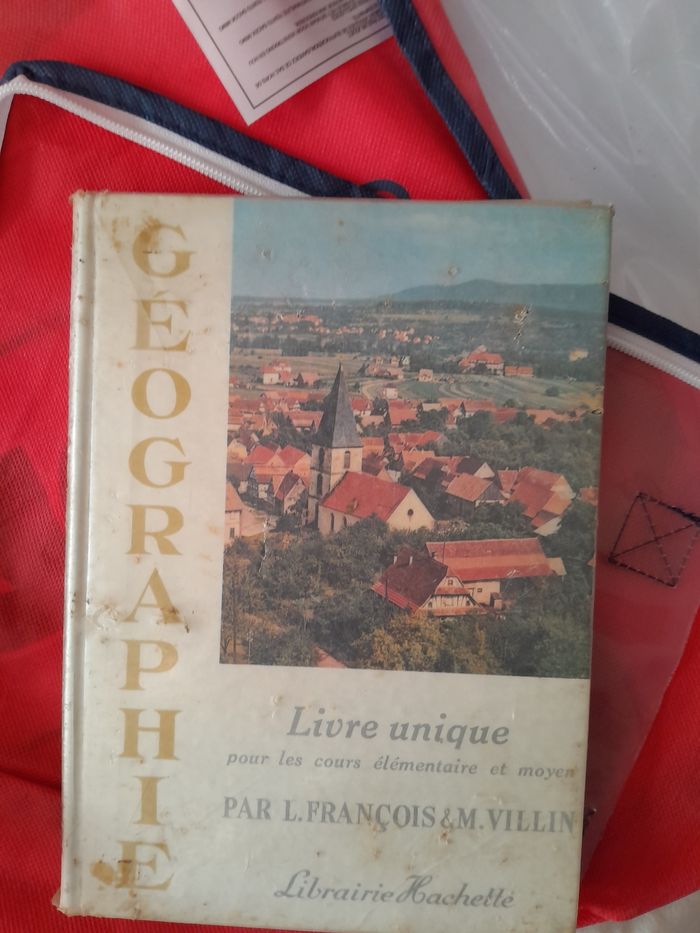 GÉOGRAPHIE
Livre unique
pour les cours élémentaire et moyen
PAR L. FRANÇOIS & M. VILLIN
Librairie Hachette